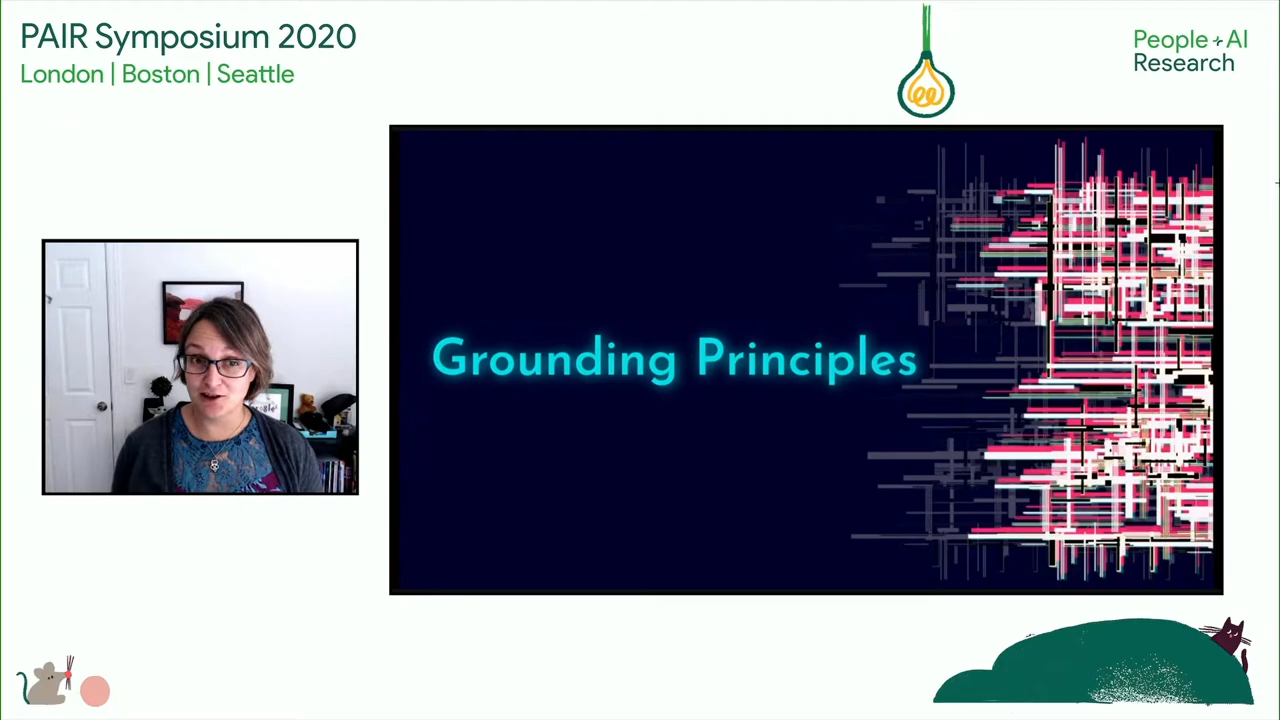 PAIR Symposium 2020
London | Boston | Seattle
People + AI
Research
Grounding Principles